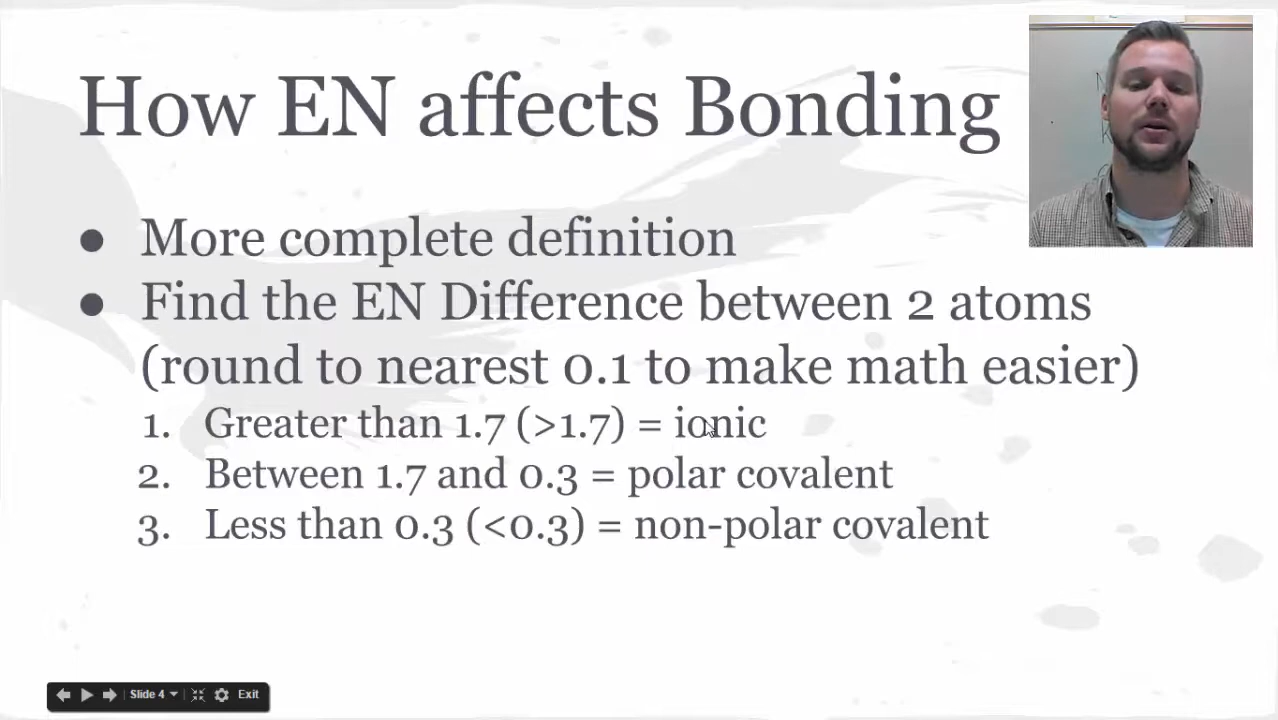 How EN affects Bonding
● More complete definition
● Find the EN Difference between 2 atoms
(round to nearest 0.1 to make math easier)
1. Greater than 1.7 (>1.7) = ionic
2. Between 1.7 and 0.3 = polar covalent
3. Less than 0.3 (<0.3) = non-polar covalent
Slide 4 Exit